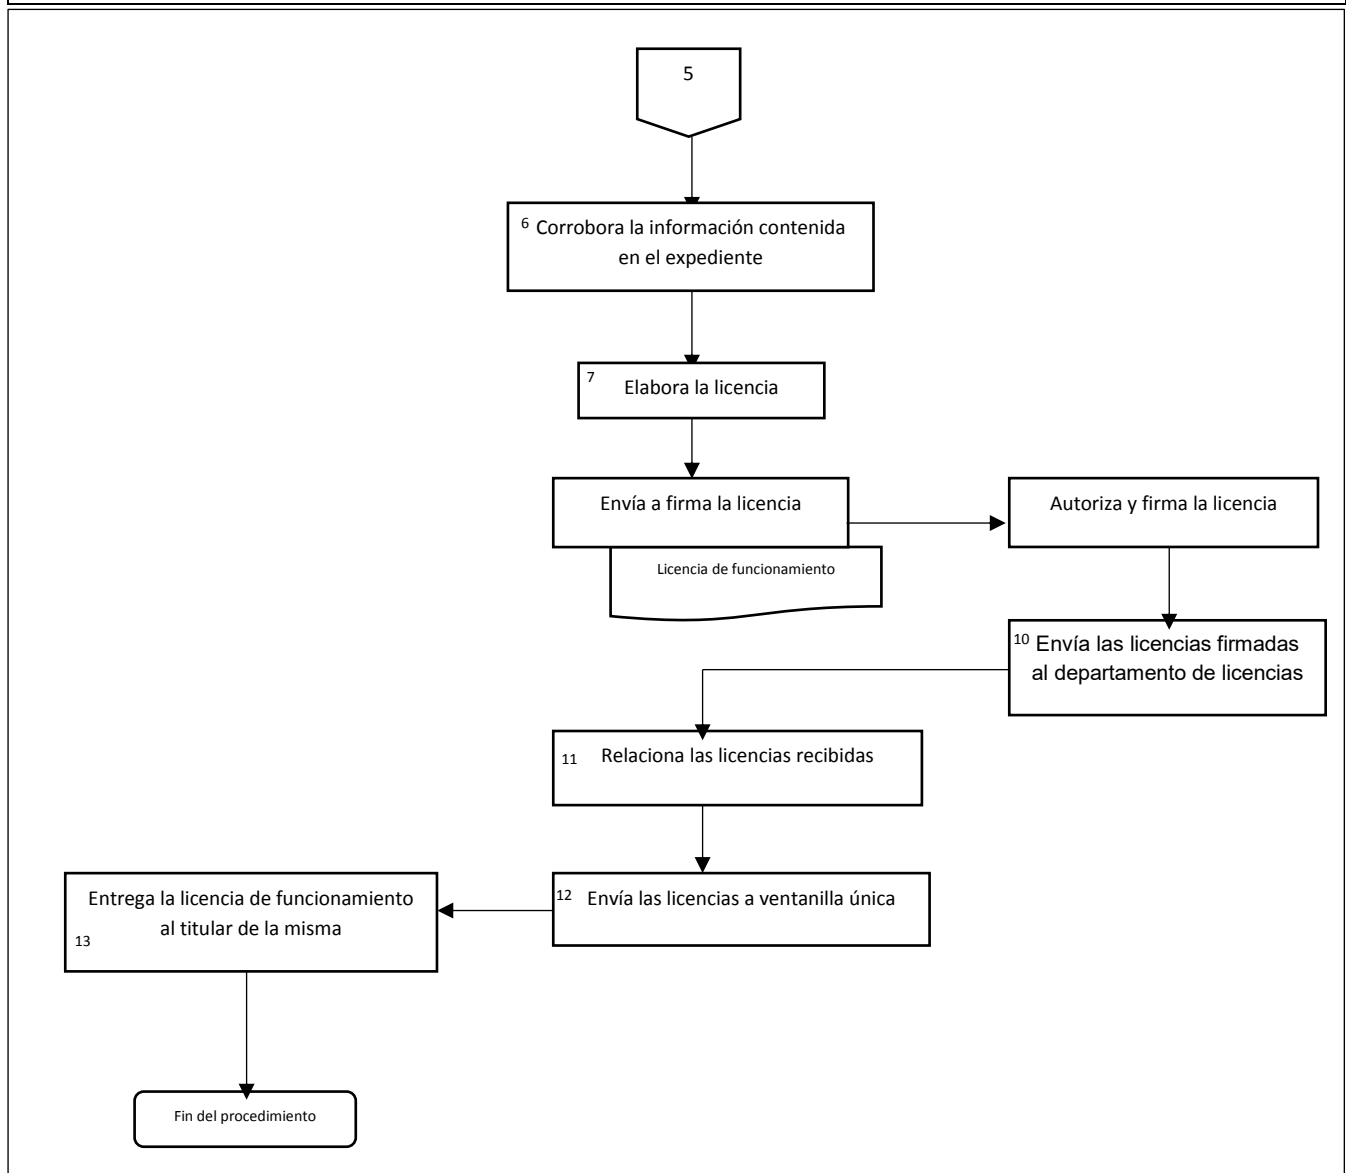 5
6 Corrobora la información contenida
en el expediente
7
Elabora la licencia
Envía a firma la licencia
Autoriza y firma la licencia
Licencia de funcionamiento
10 Envía las licencias firmadas
al departamento de licencias
11 Relaciona las licencias recibidas
12 Envía las licencias a ventanilla única
Entrega la licencia de funcionamiento
al titular de la misma
13
Fin del procedimiento